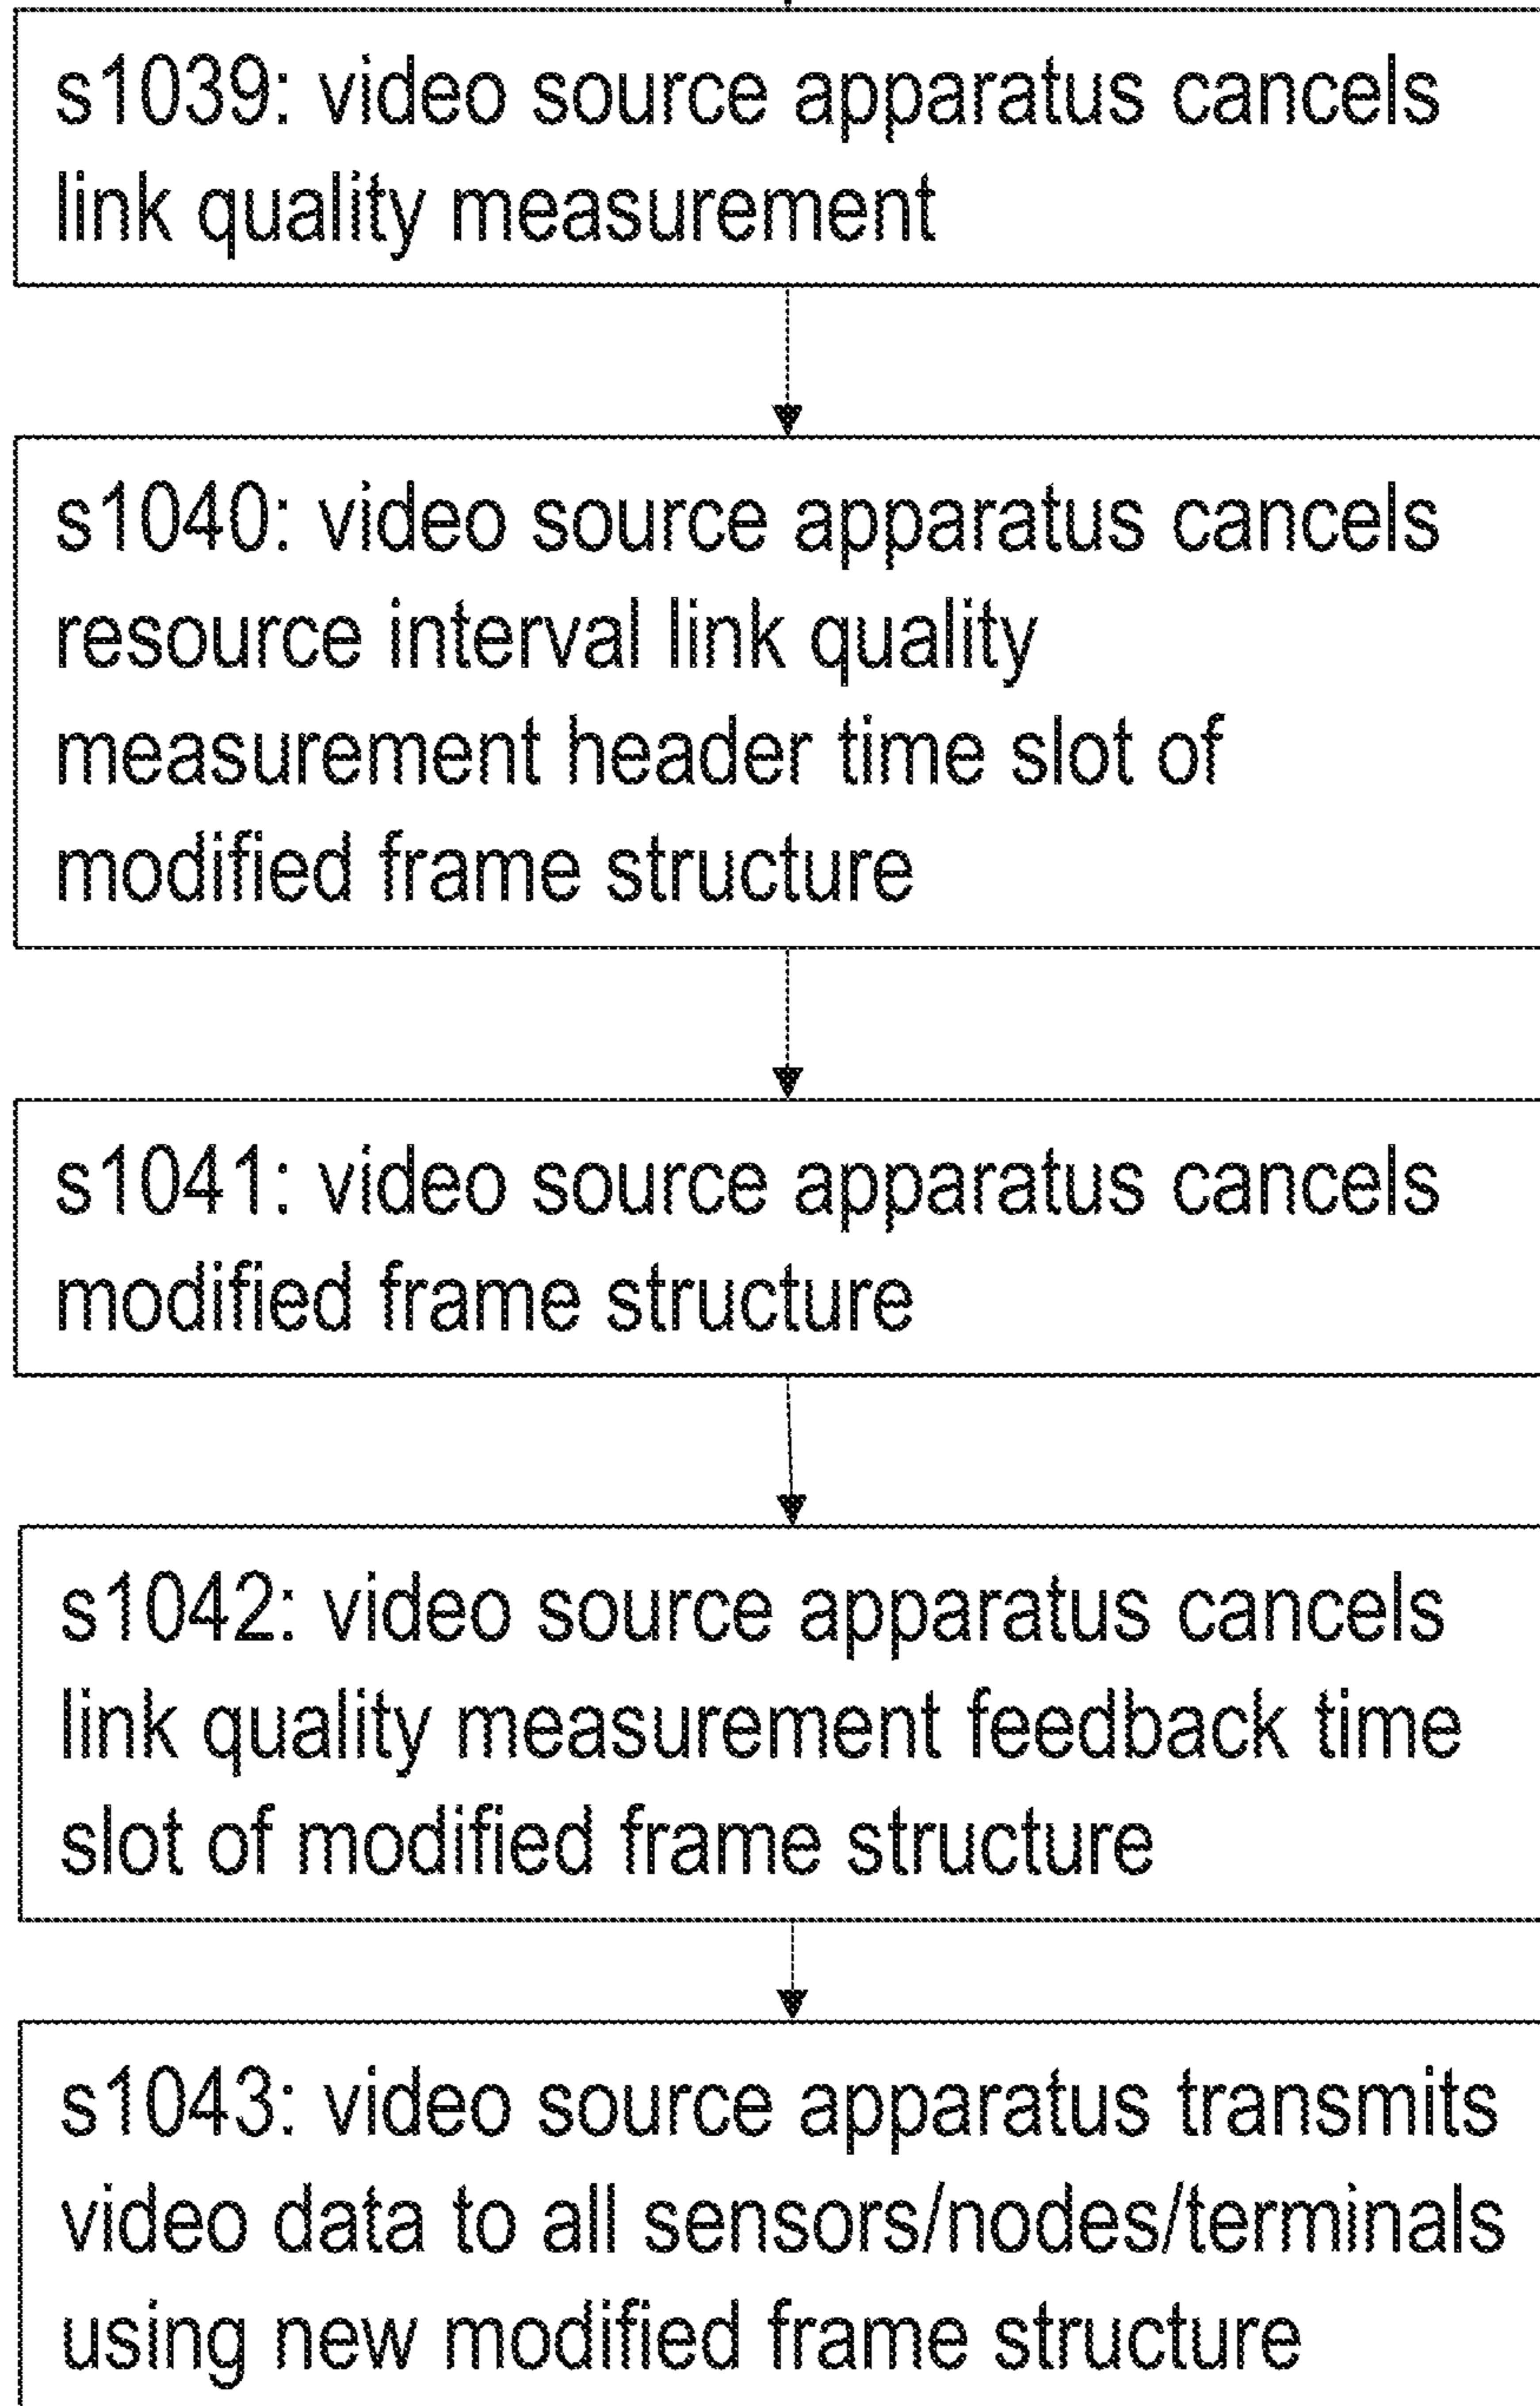 s1039: video source apparatus cancels
link quality measurement
s1040: video source apparatus cancels
resource interval link quality
measurement header time slot of
modified frame structure
s1041: video source apparatus cancels
modified frame structure
s1042: video source apparatus cancels
link quality measurement feedback time
slot of modified frame structure
s1043: video source apparatus transmits
video data to all sensors/nodes/terminals
using new modified frame structure